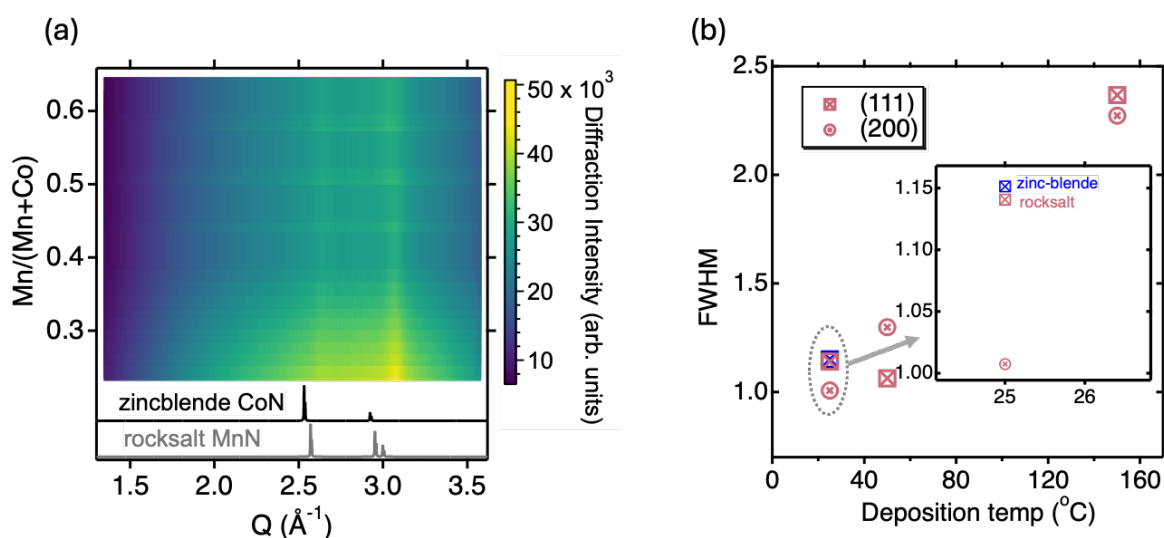 (a)
Mn/(Mn+Co)
0.6
0.5
0.4
0.3
zincblende CoN
rocksalt MnN
1.5
2.0
2.5
3.0
3.5
Q (Å⁻¹)
50 x 10³
40
30
20
10
Diffraction Intensity (arb. units)
(b)
FWHM
2.5
2.0
1.5
1.0
(111)
(200)
1.15
1.10
1.05
1.00
zinc-blende
rocksalt
25
26
0
40
80
120
160
Deposition temp (°C)